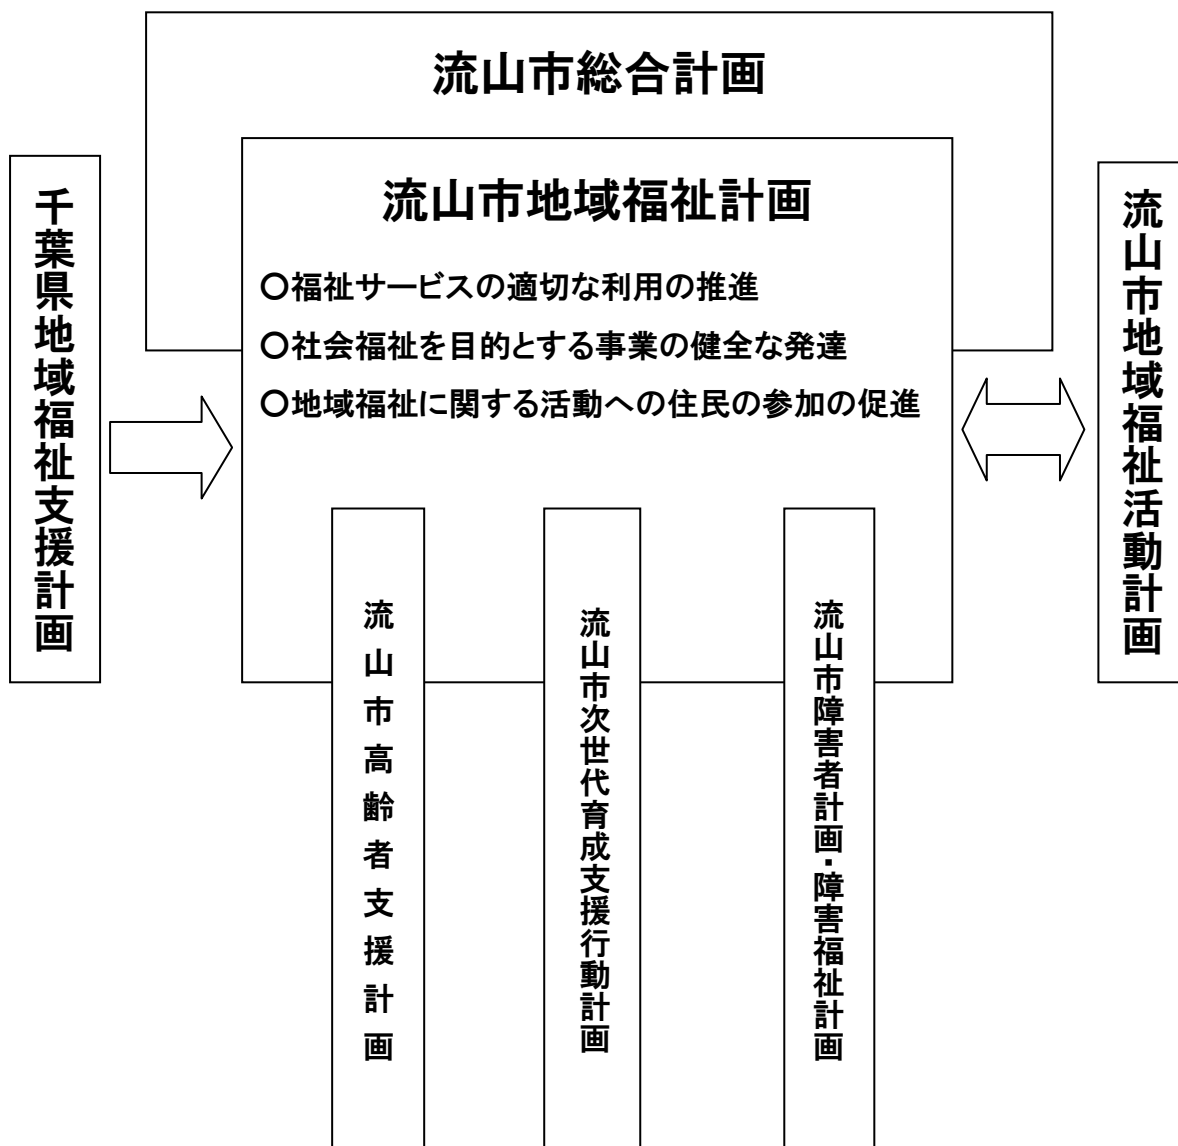 流山市総合計画
流山市地域福祉計画
〇福祉サービスの適切な利用の推進
〇社会福祉を目的とする事業の健全な発達
〇地域福祉に関する活動への住民の参加の促進
千葉県地域福祉支援計画
流山市地域福祉活動計画
流山市高齢者支援計画
流山市次世代育成支援行動計画
流山市障害者計画・障害福祉計画